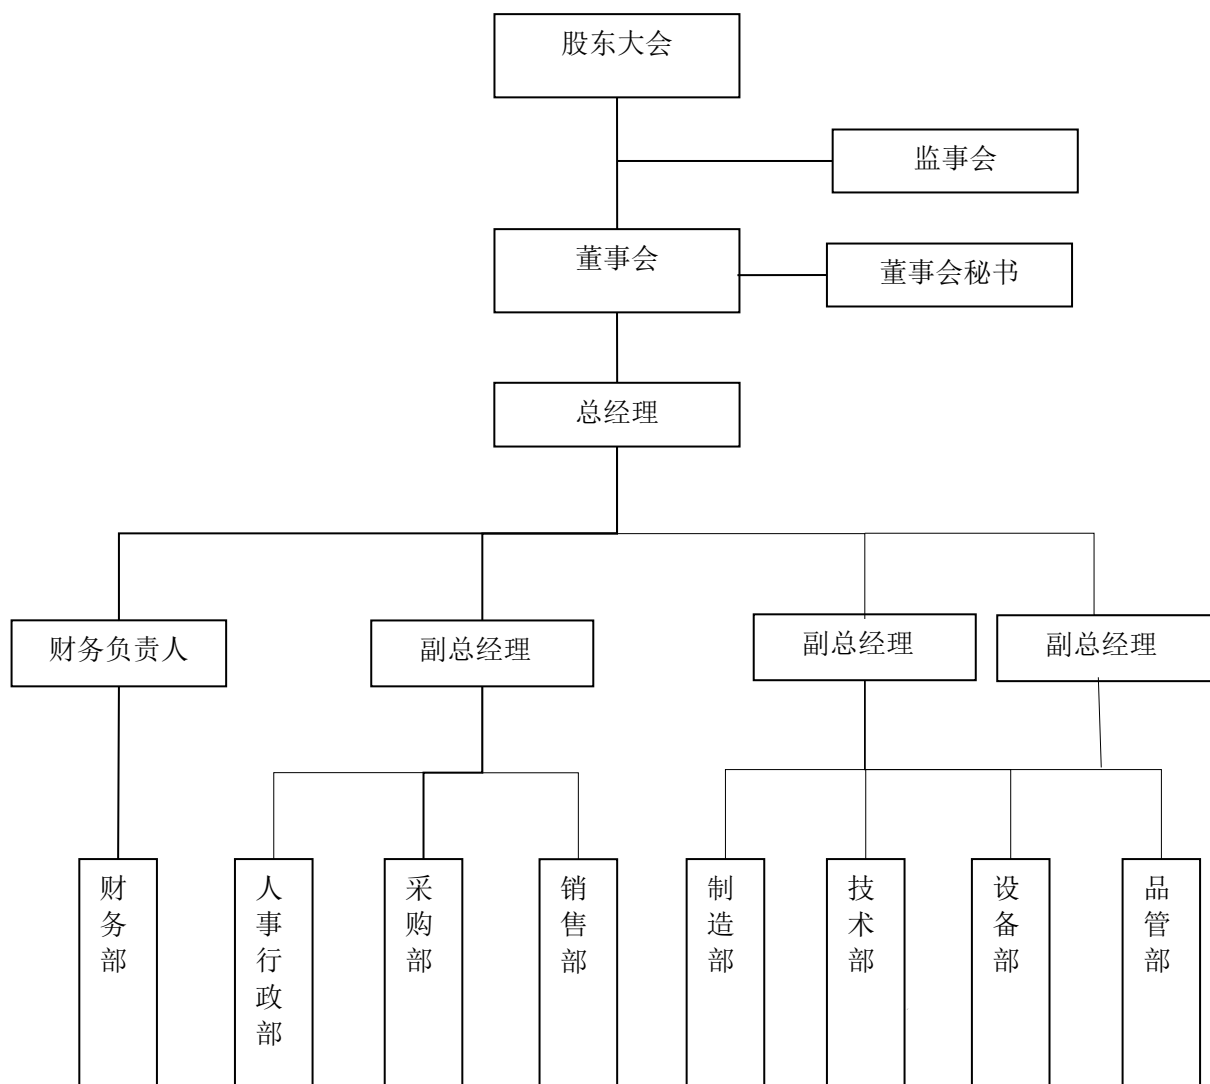 股东大会
监事会
董事会
董事会秘书
总经理
财务负责人
副总经理
副总经理
副总经理
财务部
人事行政部
采购部
销售部
制造部
技术部
设备部
品管部